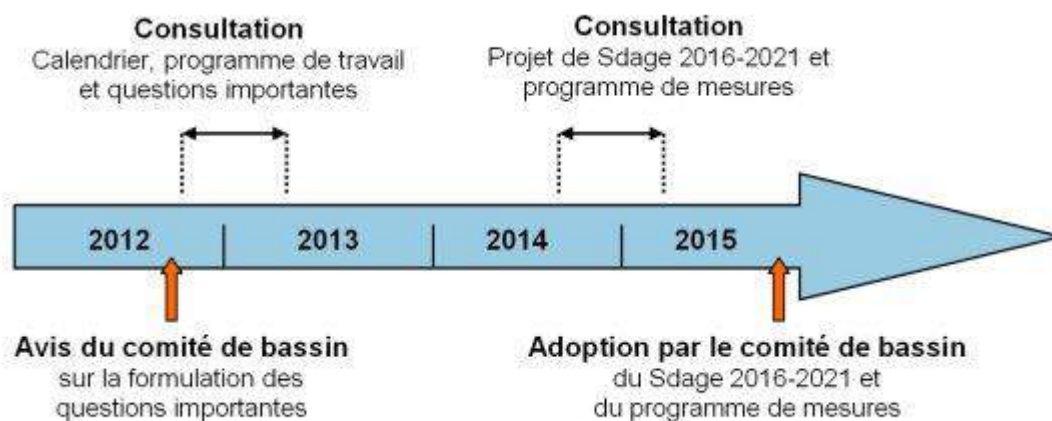 Consultation
Calendrier, programme de travail
et questions importantes
Consultation
Projet de Sdage 2016-2021 et
programme de mesures
2012
2013
2014
2015
Avis du comité de bassin
sur la formulation des
questions importantes
Adoption par le comité de bassin
du Sdage 2016-2021 et
du programme de mesures